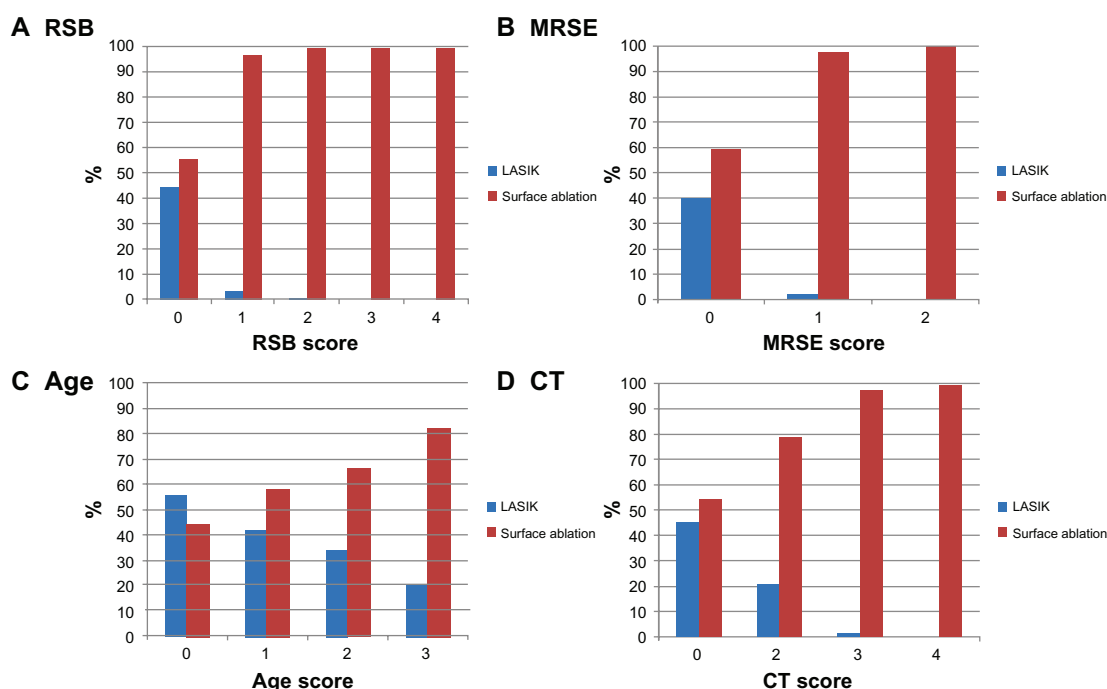 A RSB
100
90
80
70
60
50
40
30
20
10
0
%
0 1 2 3 4
RSB score
LASIK
Surface ablation
B MRSE
100
90
80
70
60
50
40
30
20
10
0
%
0 1 2
MRSE score
LASIK
Surface ablation
C Age
100
90
80
70
60
50
40
30
20
10
0
%
0 1 2 3
Age score
LASIK
Surface ablation
D CT
100
90
80
70
60
50
40
30
20
10
0
%
0 2 3 4
CT score
LASIK
Surface ablation